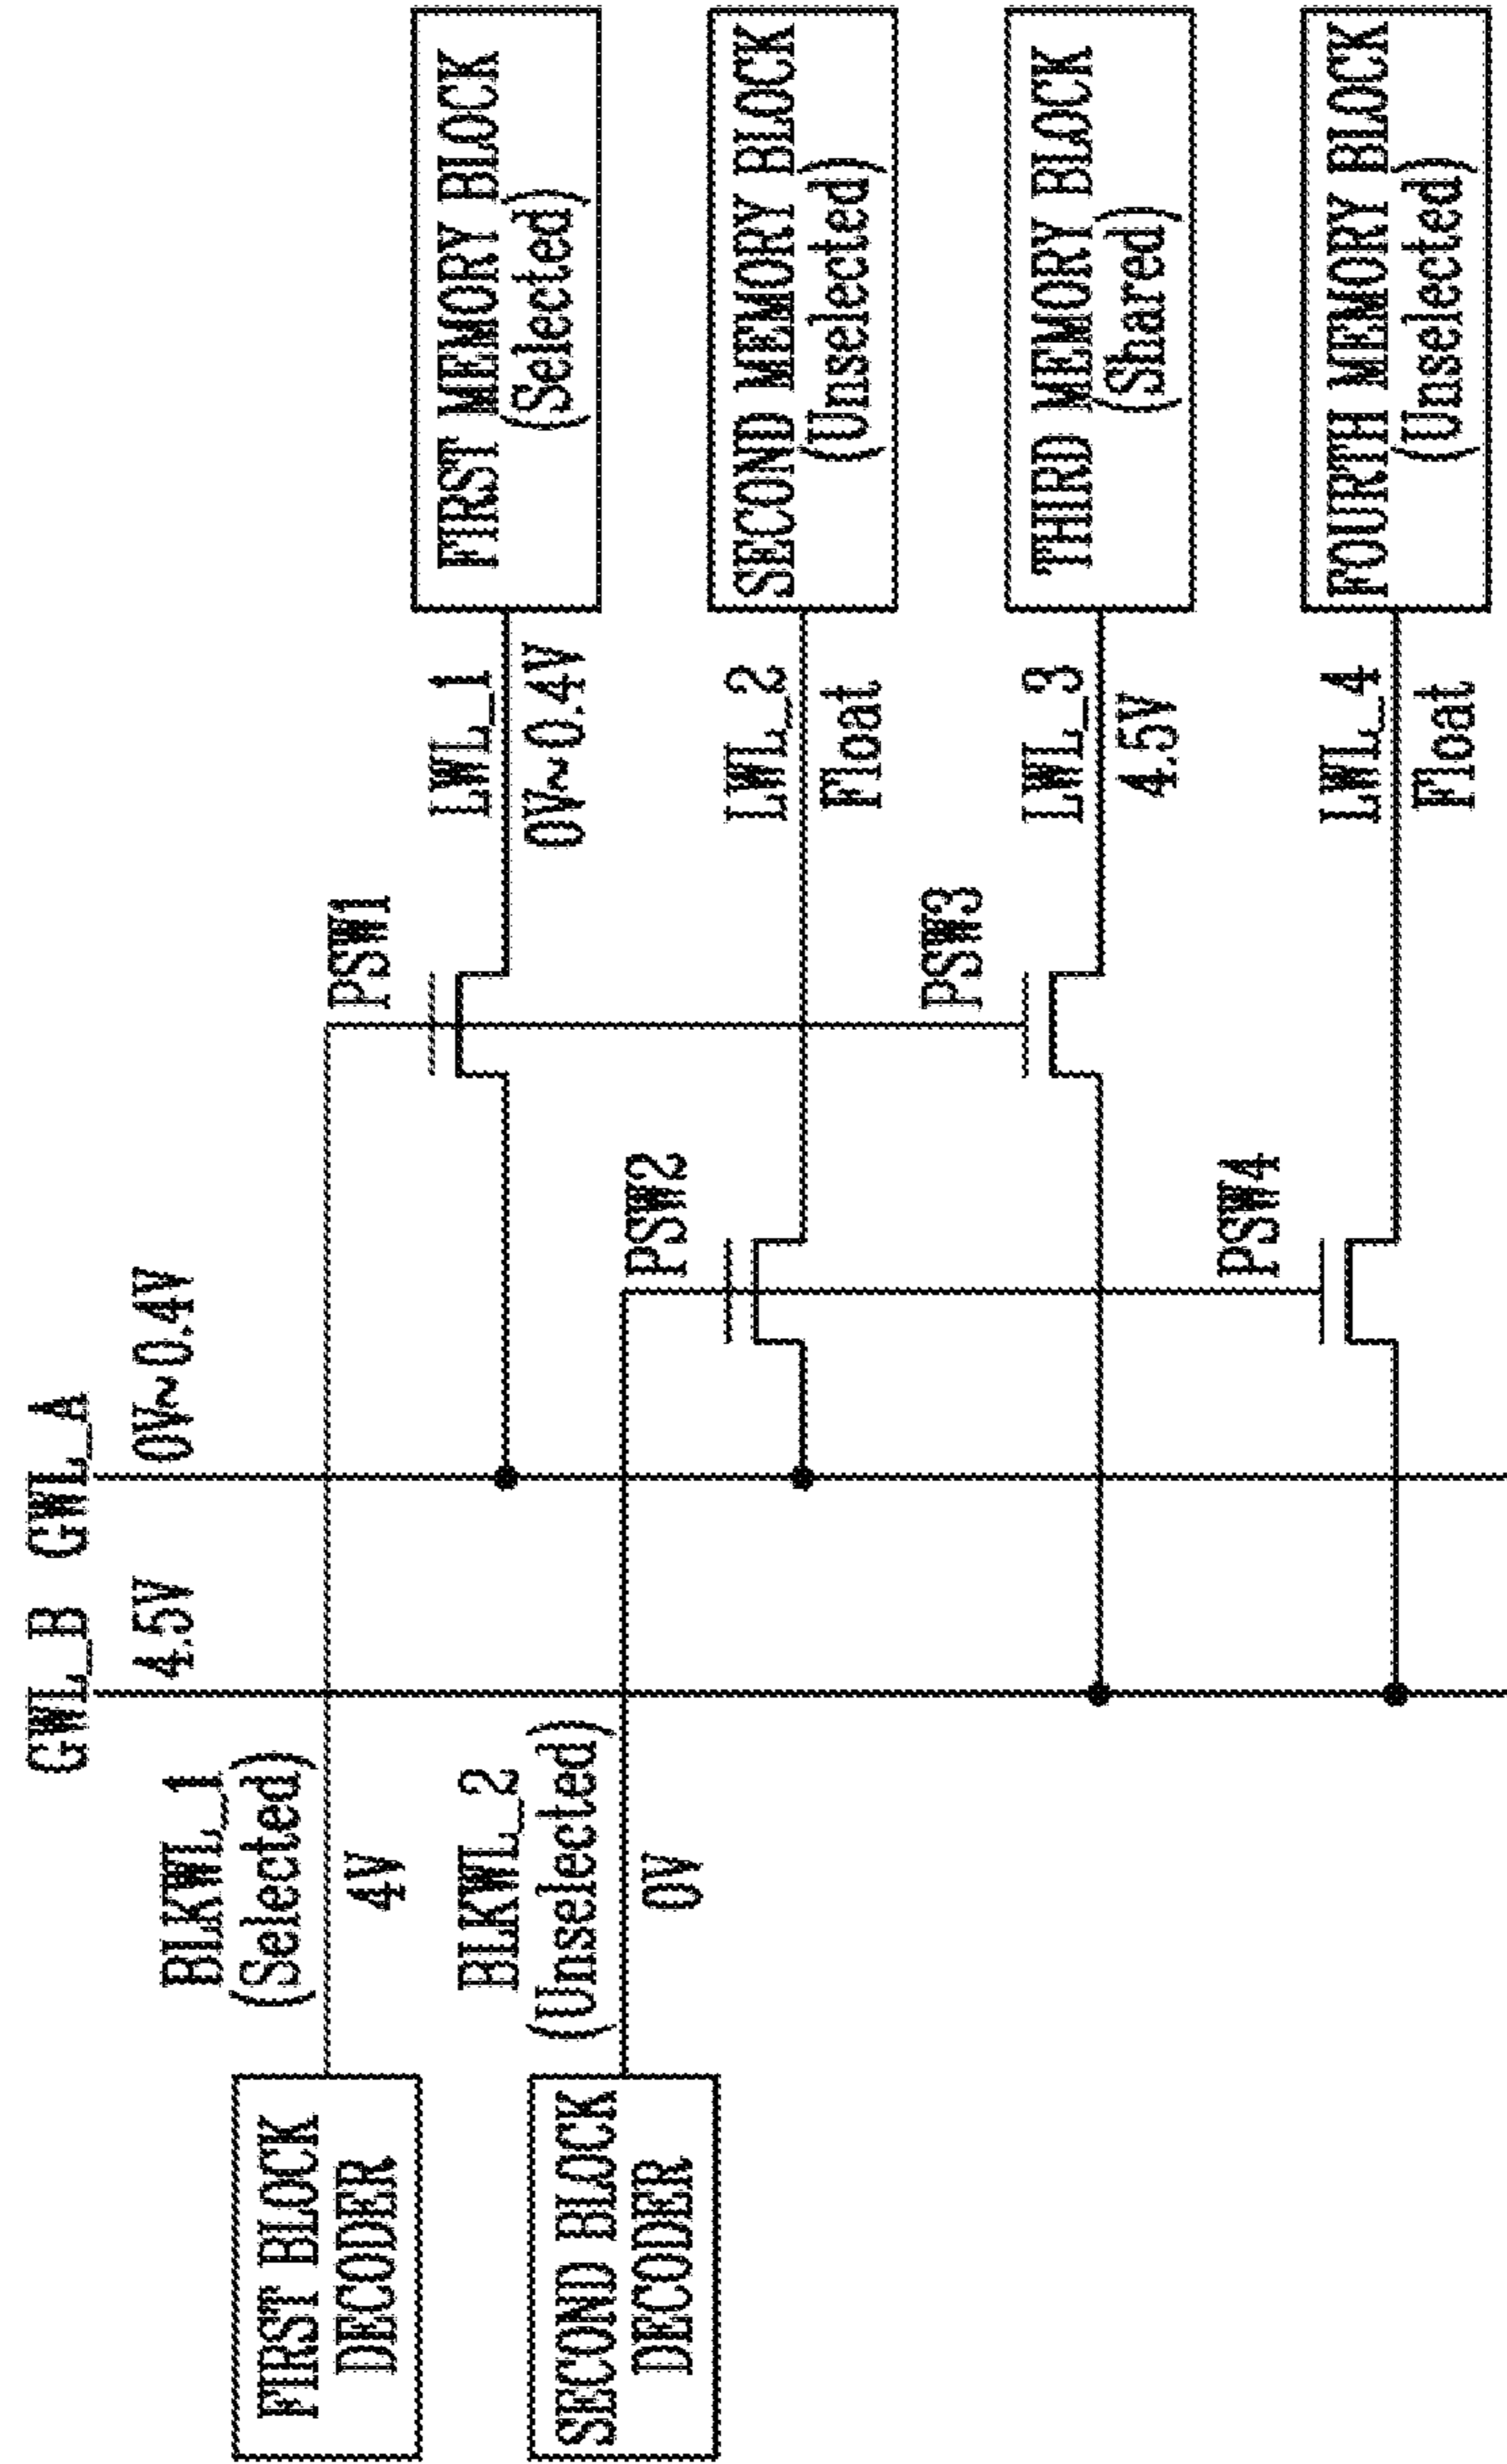 GWL_B GWL_A
4.5V 0V~0.4V
BLKWL_1
(Selected)
4V
FIRST BLOCK
DECODER
PSW1
LWL_1
0V~0.4V
FIRST MEMORY BLOCK
(Selected)
BLKWL_2
(Unselected)
0V
SECOND BLOCK
DECODER
PSW2
LWL_2
Float
SECOND MEMORY BLOCK
(Unselected)
PSW3
LWL_3
4.5V
THIRD MEMORY BLOCK
(Shared)
PSW4
LWL_4
Float
FOURTH MEMORY BLOCK
(Unselected)